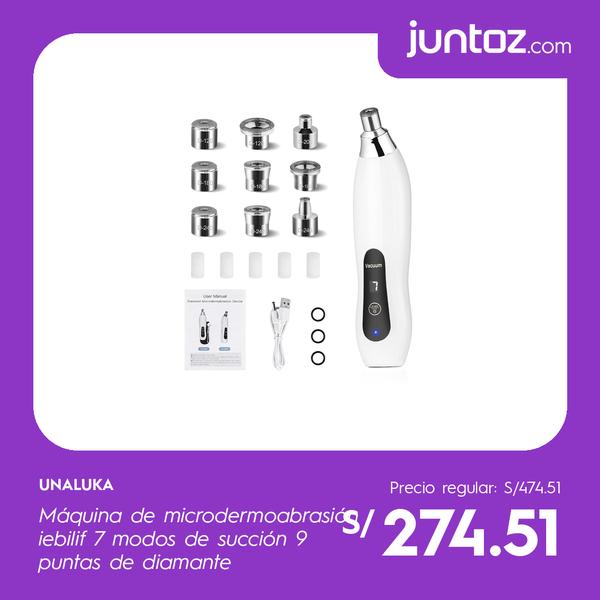 juntoz.com
Vacuum
7
User Manual
UNALUKA
Precio regular: S/474.51
Máquina de microdermoabrasión
iebilif 7 modos de succión 9
puntas de diamante
S/ 274.51